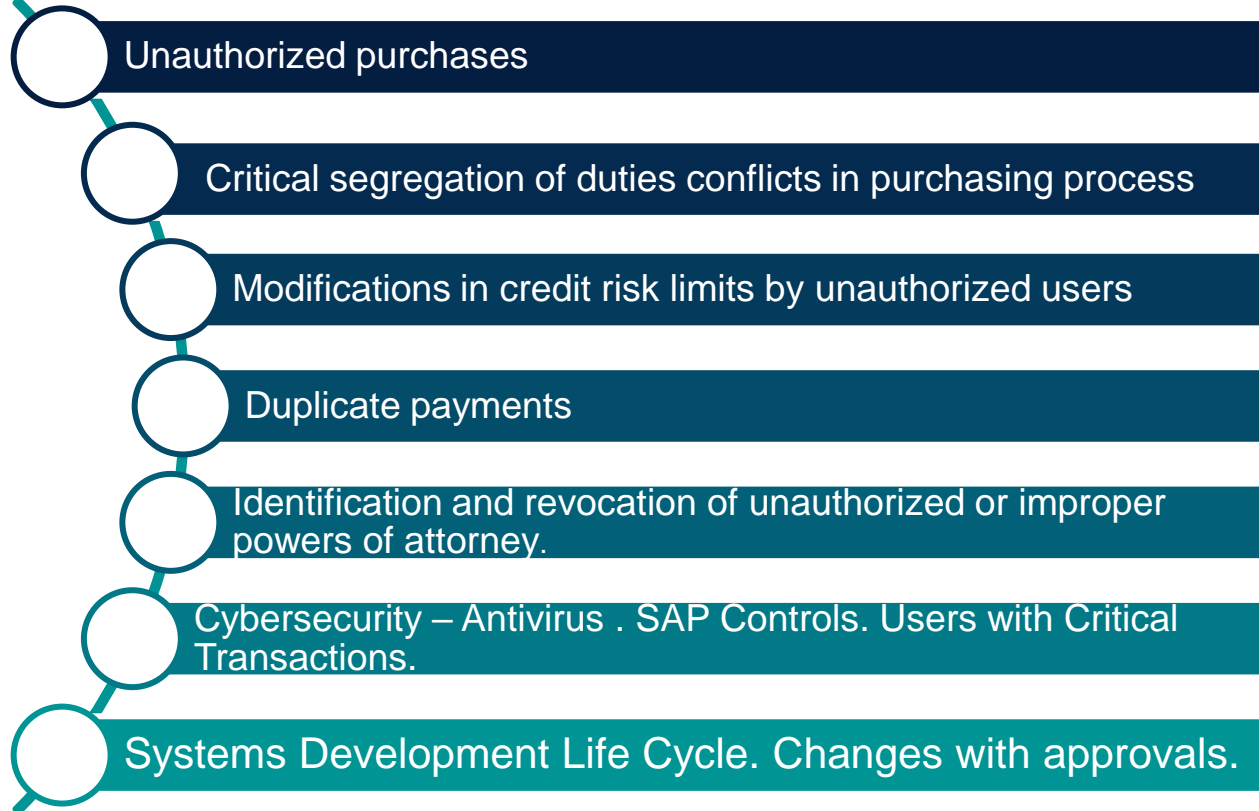 Unauthorized purchases
Critical segregation of duties conflicts in purchasing process
Modifications in credit risk limits by unauthorized users
Duplicate payments
Identification and revocation of unauthorized or improper
powers of attorney.
Cybersecurity – Antivirus . SAP Controls. Users with Critical
Transactions.
Systems Development Life Cycle. Changes with approvals.